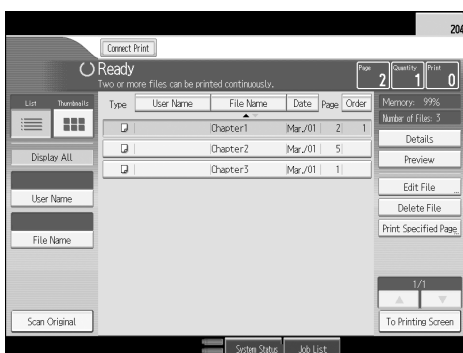 204
Connect Print
Ready
Two or more files can be printed continuously.
Page 2 Quantity 1 Print 0
List Thumbnails
Type User Name File Name Date Page Order
Memory: 99%
Number of Files: 3
Chapter1 Mar./01 2 1
Chapter2 Mar./01 5
Chapter3 Mar./01 1
Display All
User Name
File Name
Scan Original
Details
Preview
Edit File
Delete File
Print Specified Page
1/1
To Printing Screen
System Status Job List